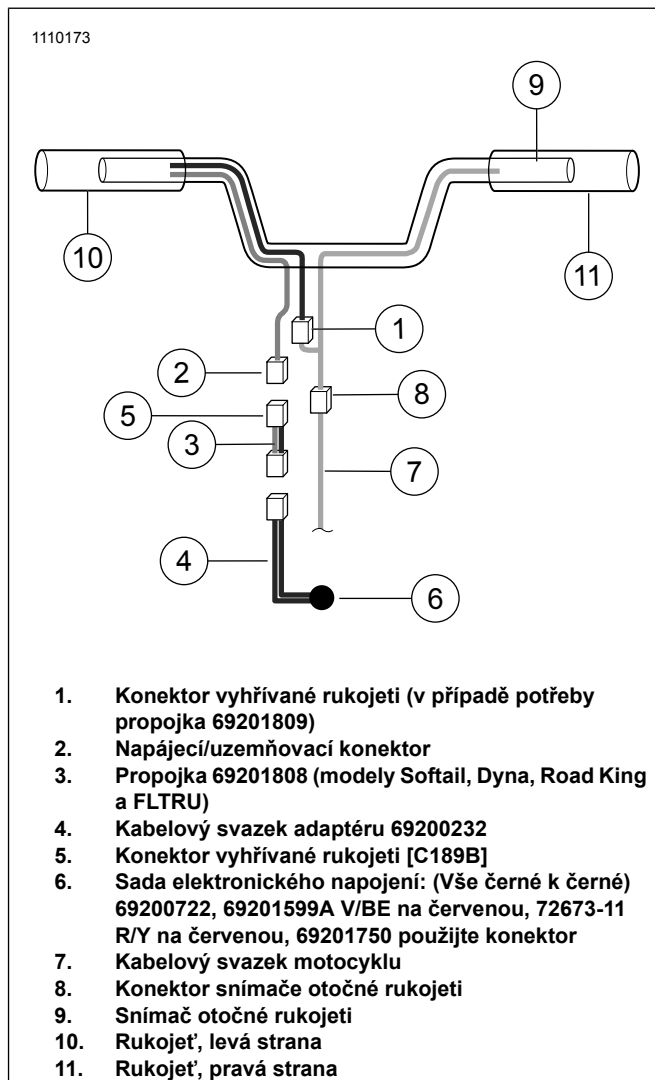 1110173
9
10
11
1
2
8
5
3
7
4
6
1. Konektor vyhřívané rukojeti (v případě potřeby
propojka 69201809)
2. Napájecí/uzemňovací konektor
3. Propojka 69201808 (modely Softail, Dyna, Road King
a FLTRU)
4. Kabelový svazek adaptéru 69200232
5. Konektor vyhřívané rukojeti [C189B]
6. Sada elektronického napojení: (Vše černé k černé)
69200722, 69201599A V/BE na červenou, 72673-11
R/Y na červenou, 69201750 použijte konektor
7. Kabelový svazek motocyklu
8. Konektor snímače otočné rukojeti
9. Snímač otočné rukojeti
10. Rukojeť, levá strana
11. Rukojeť, pravá strana